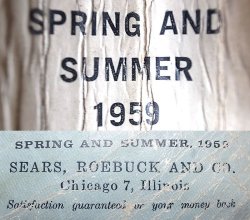 SPRING AND
SUMMER
1959
SPRING AND SUMMER, 1959
SEARS, ROEBUCK AND CO.
Chicago 7, Illinois
Satisfaction guaranteed or your money back